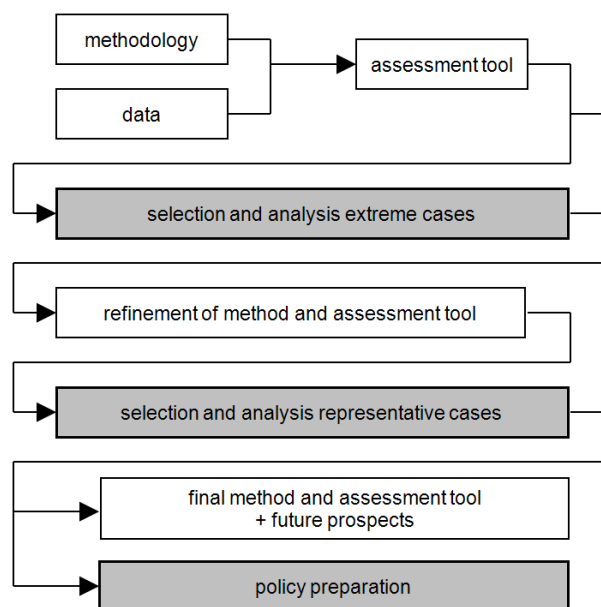 methodology
assessment tool
data
selection and analysis extreme cases
refinement of method and assessment tool
selection and analysis representative cases
final method and assessment tool
+ future prospects
policy preparation